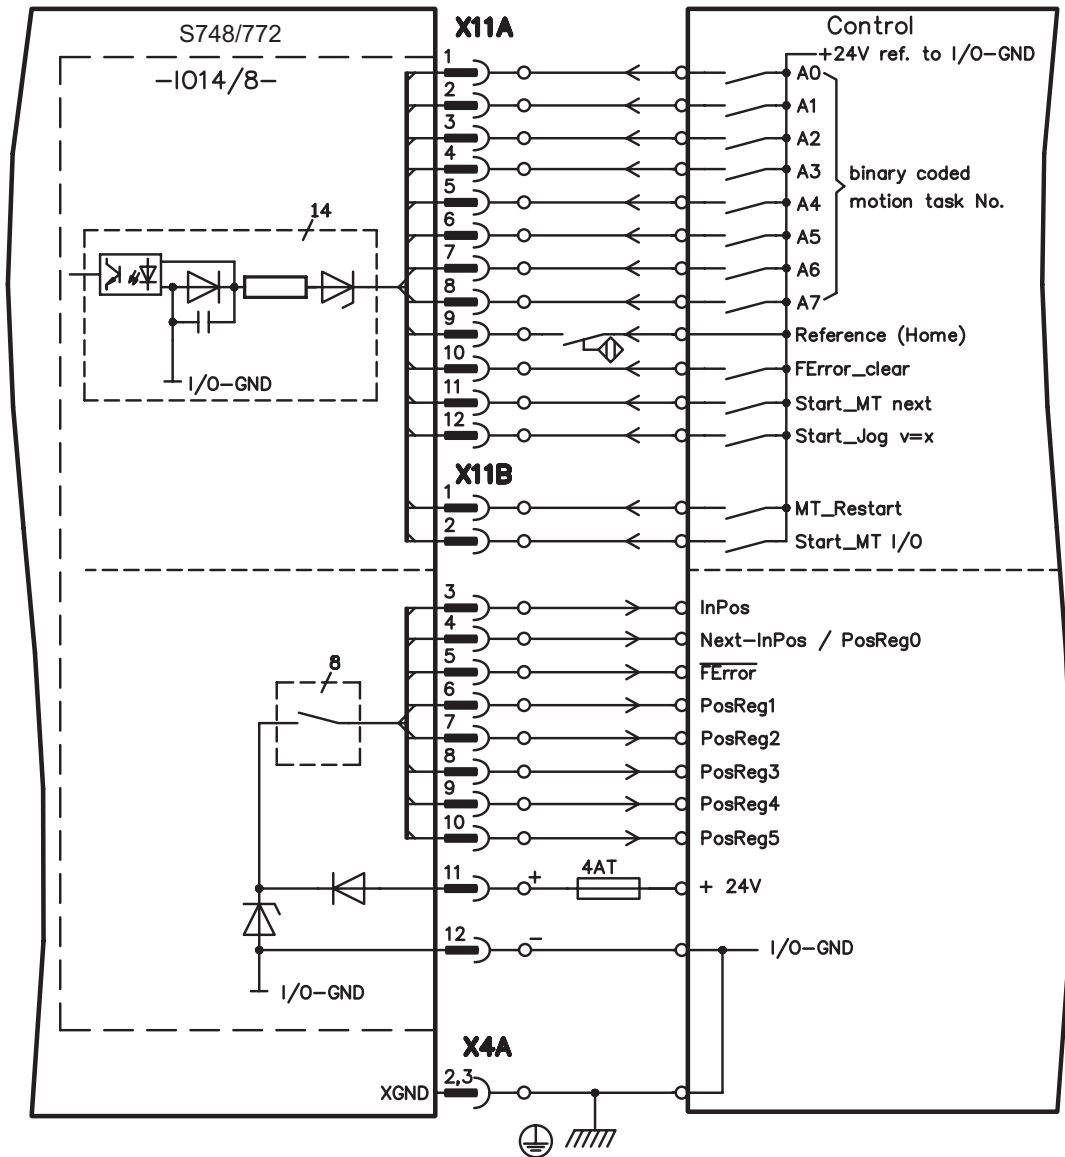 S748/772
X11A
Control
-I014/8-
+24V ref. to I/O-GND
1
A0
2
A1
3
A2
4
A3
binary coded
motion task No.
5
A4
6
A5
7
A6
8
A7
14
9
Reference (Home)
10
FError_clear
I/O-GND
11
Start_MT next
12
Start_Jog v=x
X11B
1
MT_Restart
2
Start_MT I/O
3
InPos
4
Next-InPos / PosReg0
5
FError
8
6
PosReg1
7
PosReg2
8
PosReg3
9
PosReg4
10
PosReg5
11
+
4AT
+ 24V
12
-
I/O-GND
I/O-GND
X4A
XGND
2,3